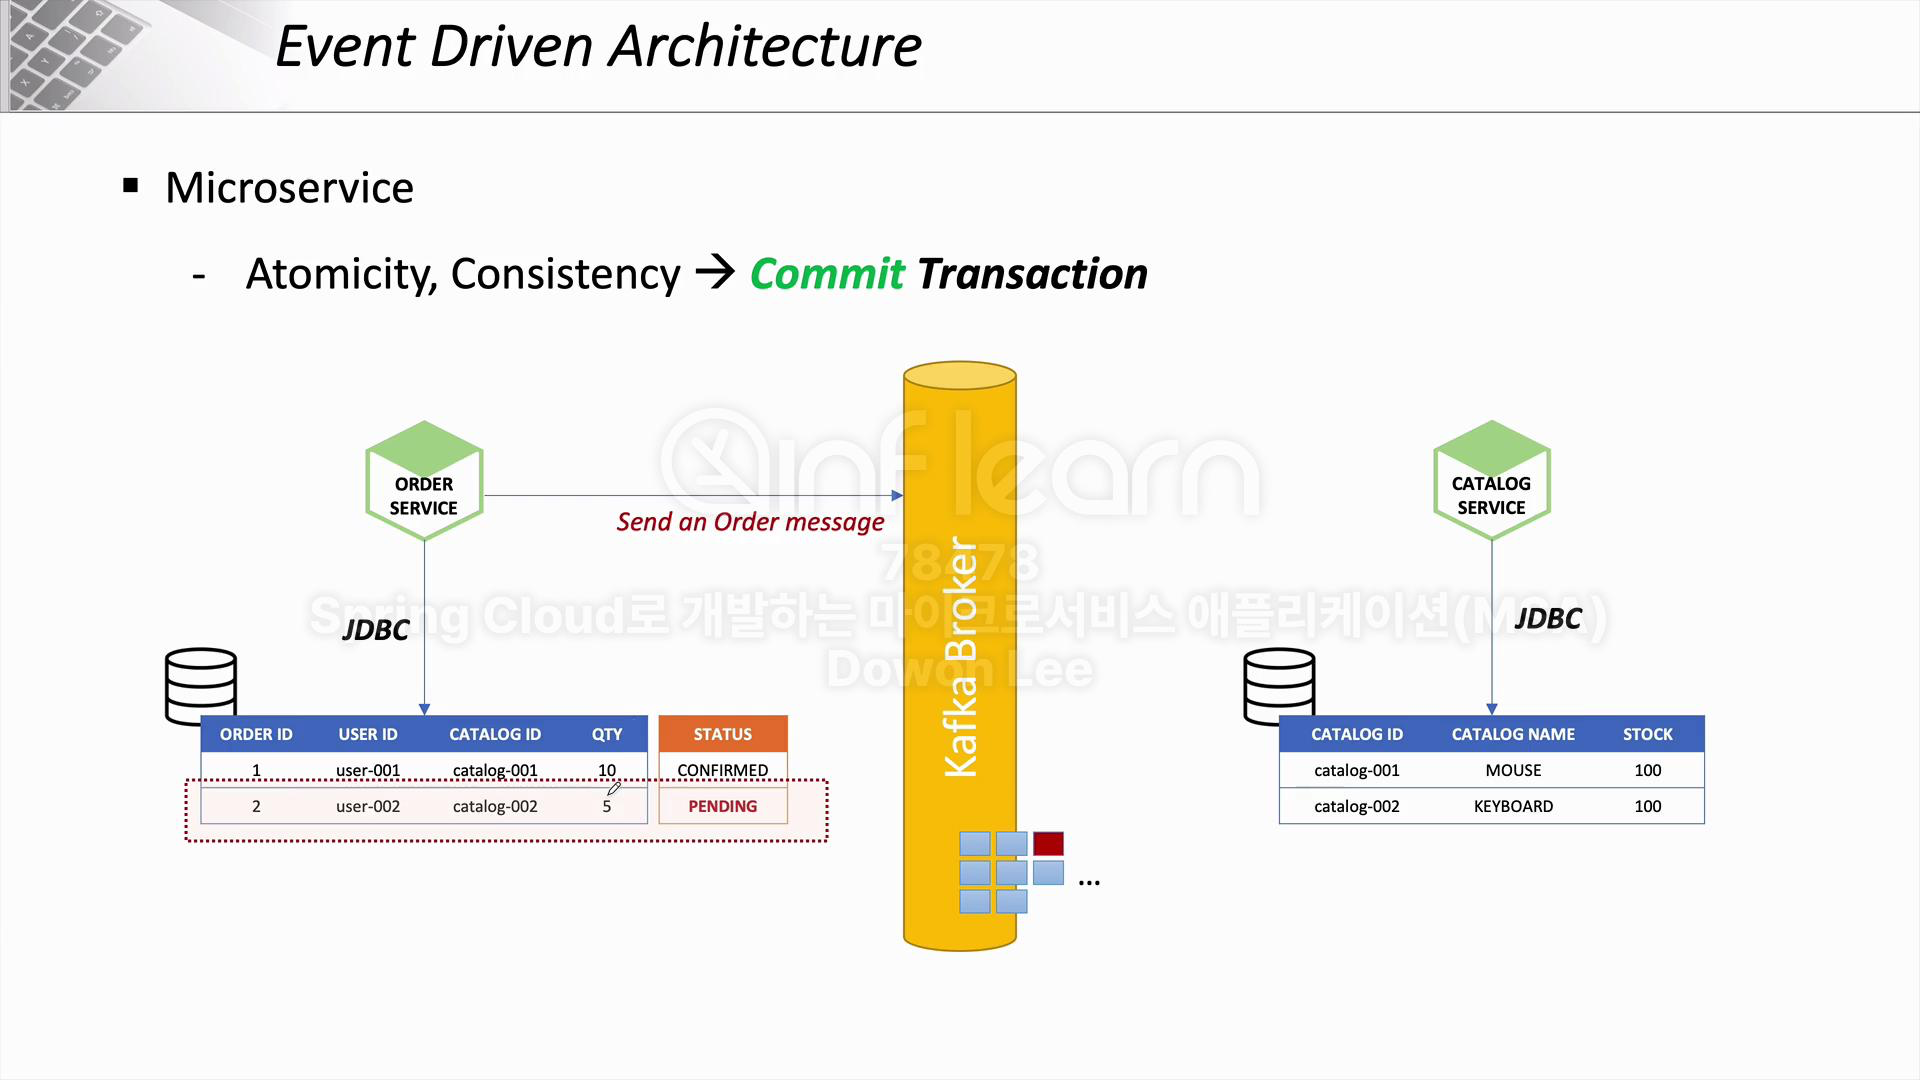 Event Driven Architecture
▪ Microservice
- Atomicity, Consistency → Commit Transaction
inflearn
ORDER
SERVICE
CATALOG
SERVICE
Send an Order message
78478
Kafka Broker
Spring Cloud로 개발하는 마이크로서비스 애플리케이션(MSA)
JDBC
JDBC
Dowon Lee
ORDER ID USER ID CATALOG ID QTY STATUS
1 user-001 catalog-001 10 CONFIRMED
2 user-002 catalog-002 5 PENDING
CATALOG ID CATALOG NAME STOCK
catalog-001 MOUSE 100
catalog-002 KEYBOARD 100
...